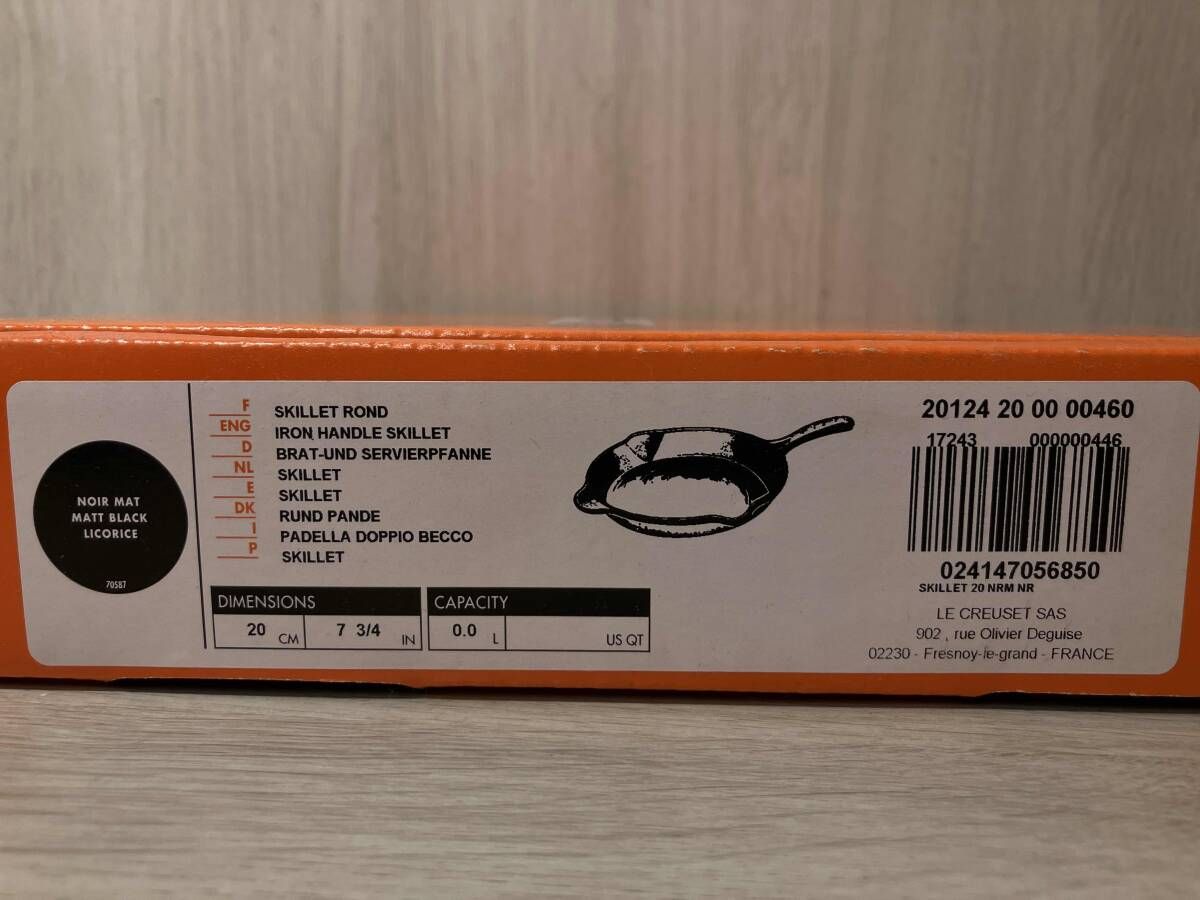 NOIR MAT
MATT BLACK
LICORICE
70587
F SKILLET ROND
ENG IRON HANDLE SKILLET
D BRAT-UND SERVIERPFANNE
NL SKILLET
E SKILLET
DK RUND PANDE
I PADELLA DOPPIO BECCO
P SKILLET
DIMENSIONS
20 CM 7 3/4 IN
CAPACITY
0.0 L US QT
20124 20 00 00460
17243 000000446
024147056850
SKILLET 20 NRM NR
LE CREUSET SAS
902 , rue Olivier Deguise
02230 - Fresnoy-le-grand - FRANCE